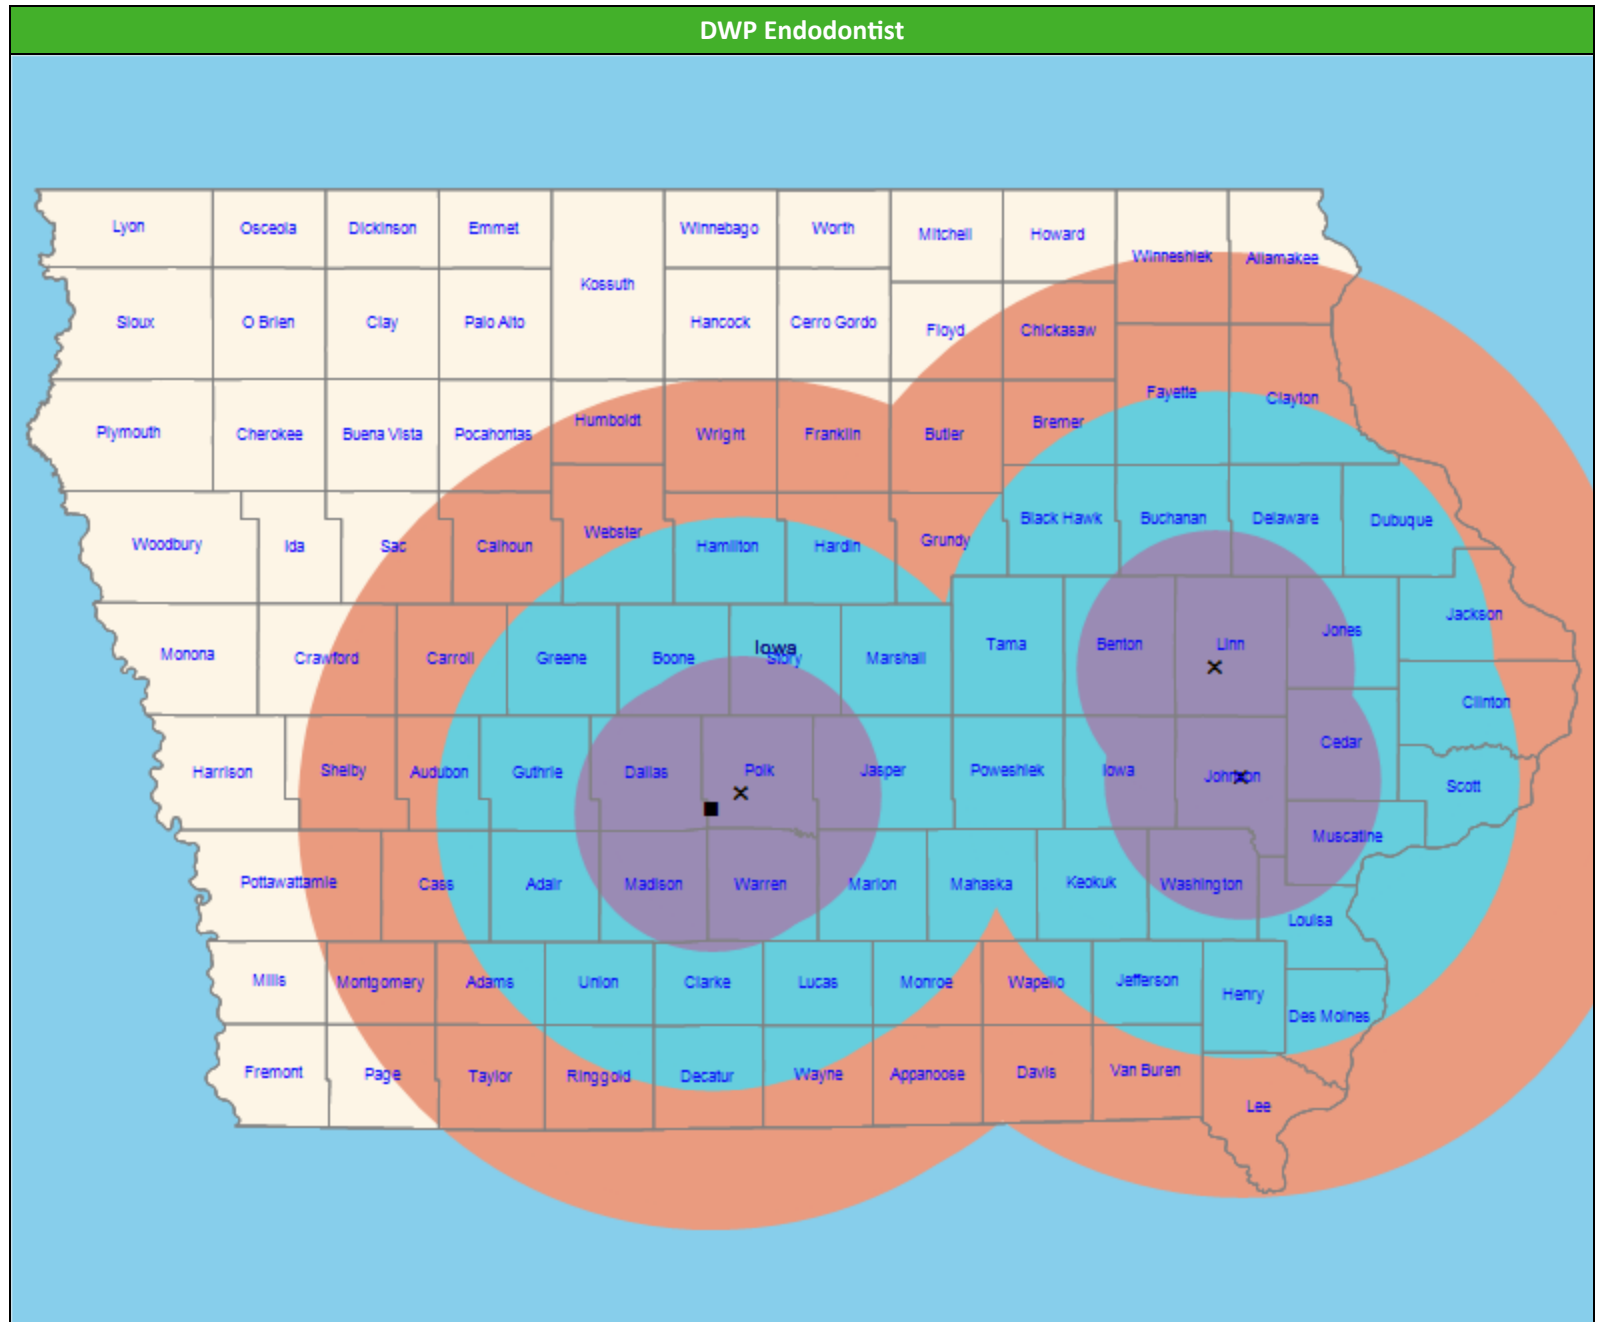 DWP Endodontist
Lyon
Osceola
Dickinson
Emmet
Winnebago
Worth
Mitchell
Howard
Winneshiek
Allamakee
Kossuth
Sioux
O Brien
Clay
Palo Alto
Hancock
Cerro Gordo
Floyd
Chickasaw
Fayette
Clayton
Plymouth
Cherokee
Buena Vista
Pocahontas
Humboldt
Wright
Franklin
Butler
Bremer
Woodbury
Ida
Sac
Calhoun
Webster
Hamilton
Hardin
Grundy
Black Hawk
Buchanan
Delaware
Dubuque
Monona
Crawford
Carroll
Greene
Boone
Iowa
Story
Marshall
Tama
Benton
Linn
Jones
Jackson
Clinton
Harrison
Shelby
Audubon
Guthrie
Dallas
Polk
Jasper
Poweshiek
Iowa
Johnson
Cedar
Scott
Muscatine
Pottawattamie
Cass
Adair
Madison
Warren
Marion
Mahaska
Keokuk
Washington
Louisa
Mills
Montgomery
Adams
Union
Clarke
Lucas
Monroe
Wapello
Jefferson
Henry
Des Moines
Fremont
Page
Taylor
Ringgold
Decatur
Wayne
Appanoose
Davis
Van Buren
Lee